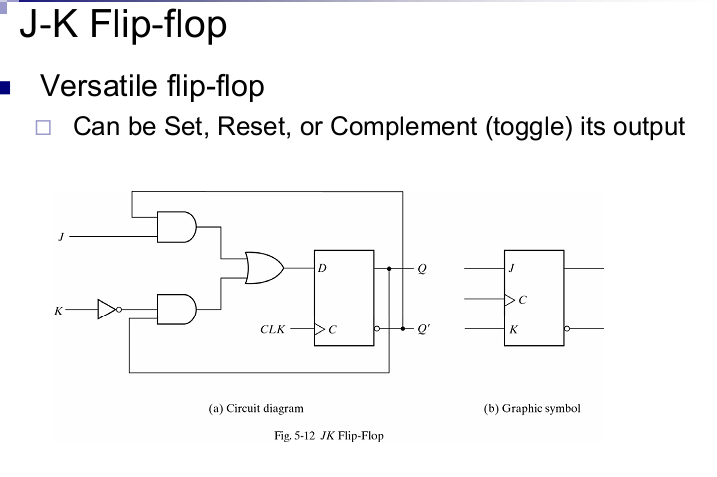 J-K Flip-flop
Versatile flip-flop
Can be Set, Reset, or Complement (toggle) its output
J
K
D
Q
CLK
C
Q'
J
C
K
(a) Circuit diagram
(b) Graphic symbol
Fig. 5-12 JK Flip-Flop